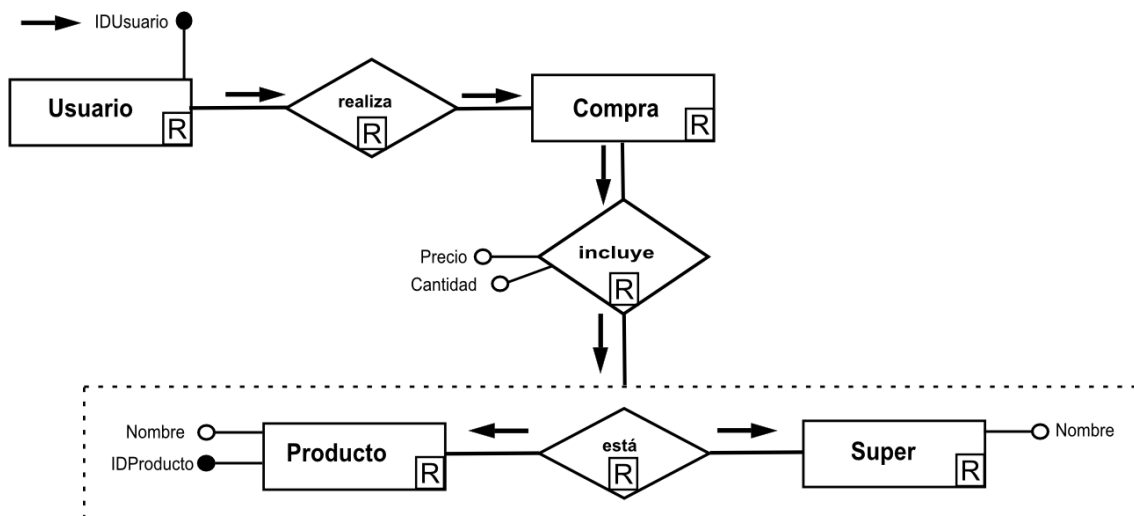 IDUsuario
Usuario
R
realiza
R
Compra
R
Precio
Cantidad
incluye
R
Nombre
IDProducto
Producto
R
está
R
Super
R
Nombre